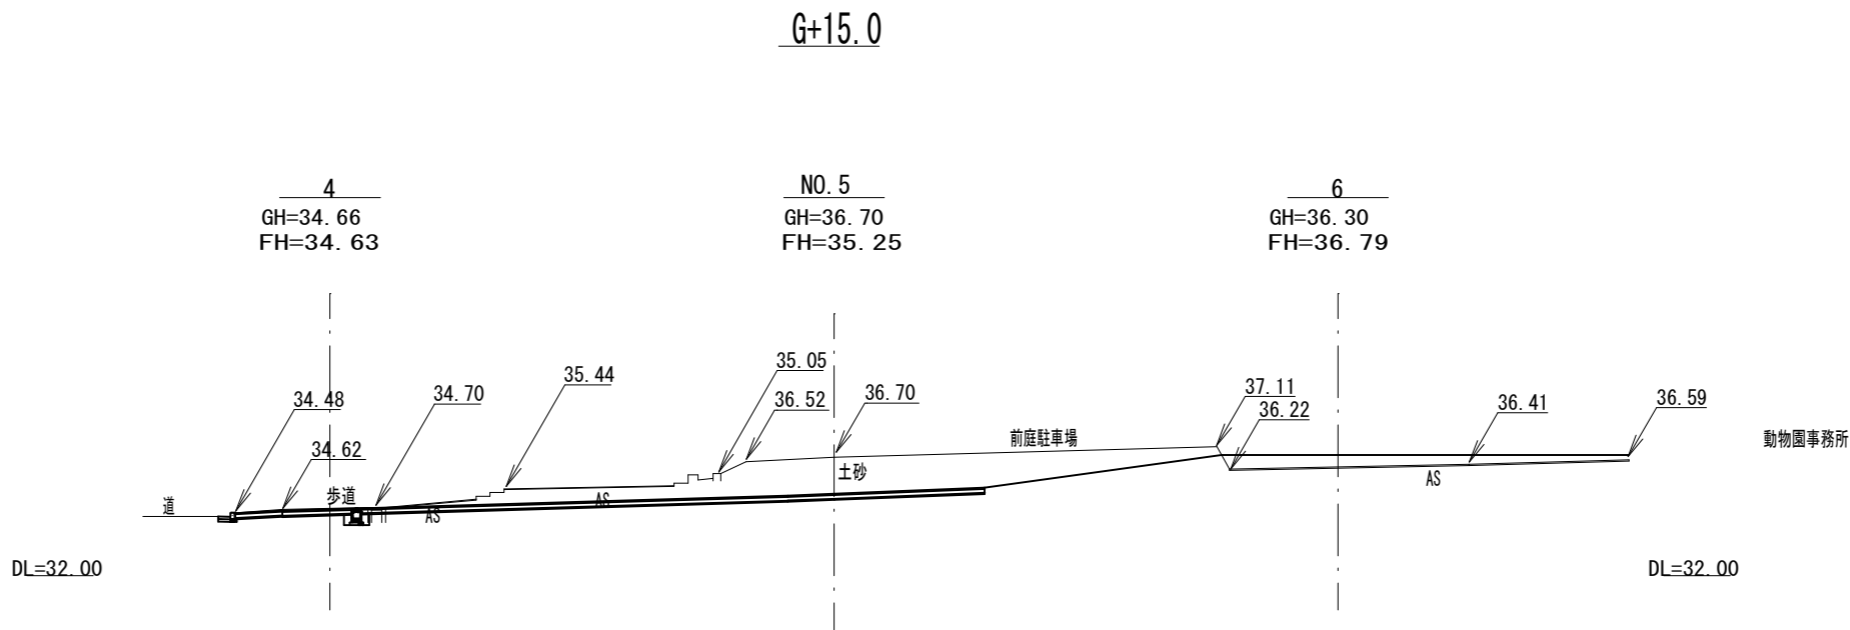 G+15.0
4
GH=34.66
FH=34.63
NO.5
GH=36.70
FH=35.25
6
GH=36.30
FH=36.79
34.48
34.62
34.70
35.44
35.05
36.52
36.70
37.11
36.22
36.41
36.59
前庭駐車場
動物園事務所
土砂
道
歩道
AS
AS
AS
DL=32.00
DL=32.00